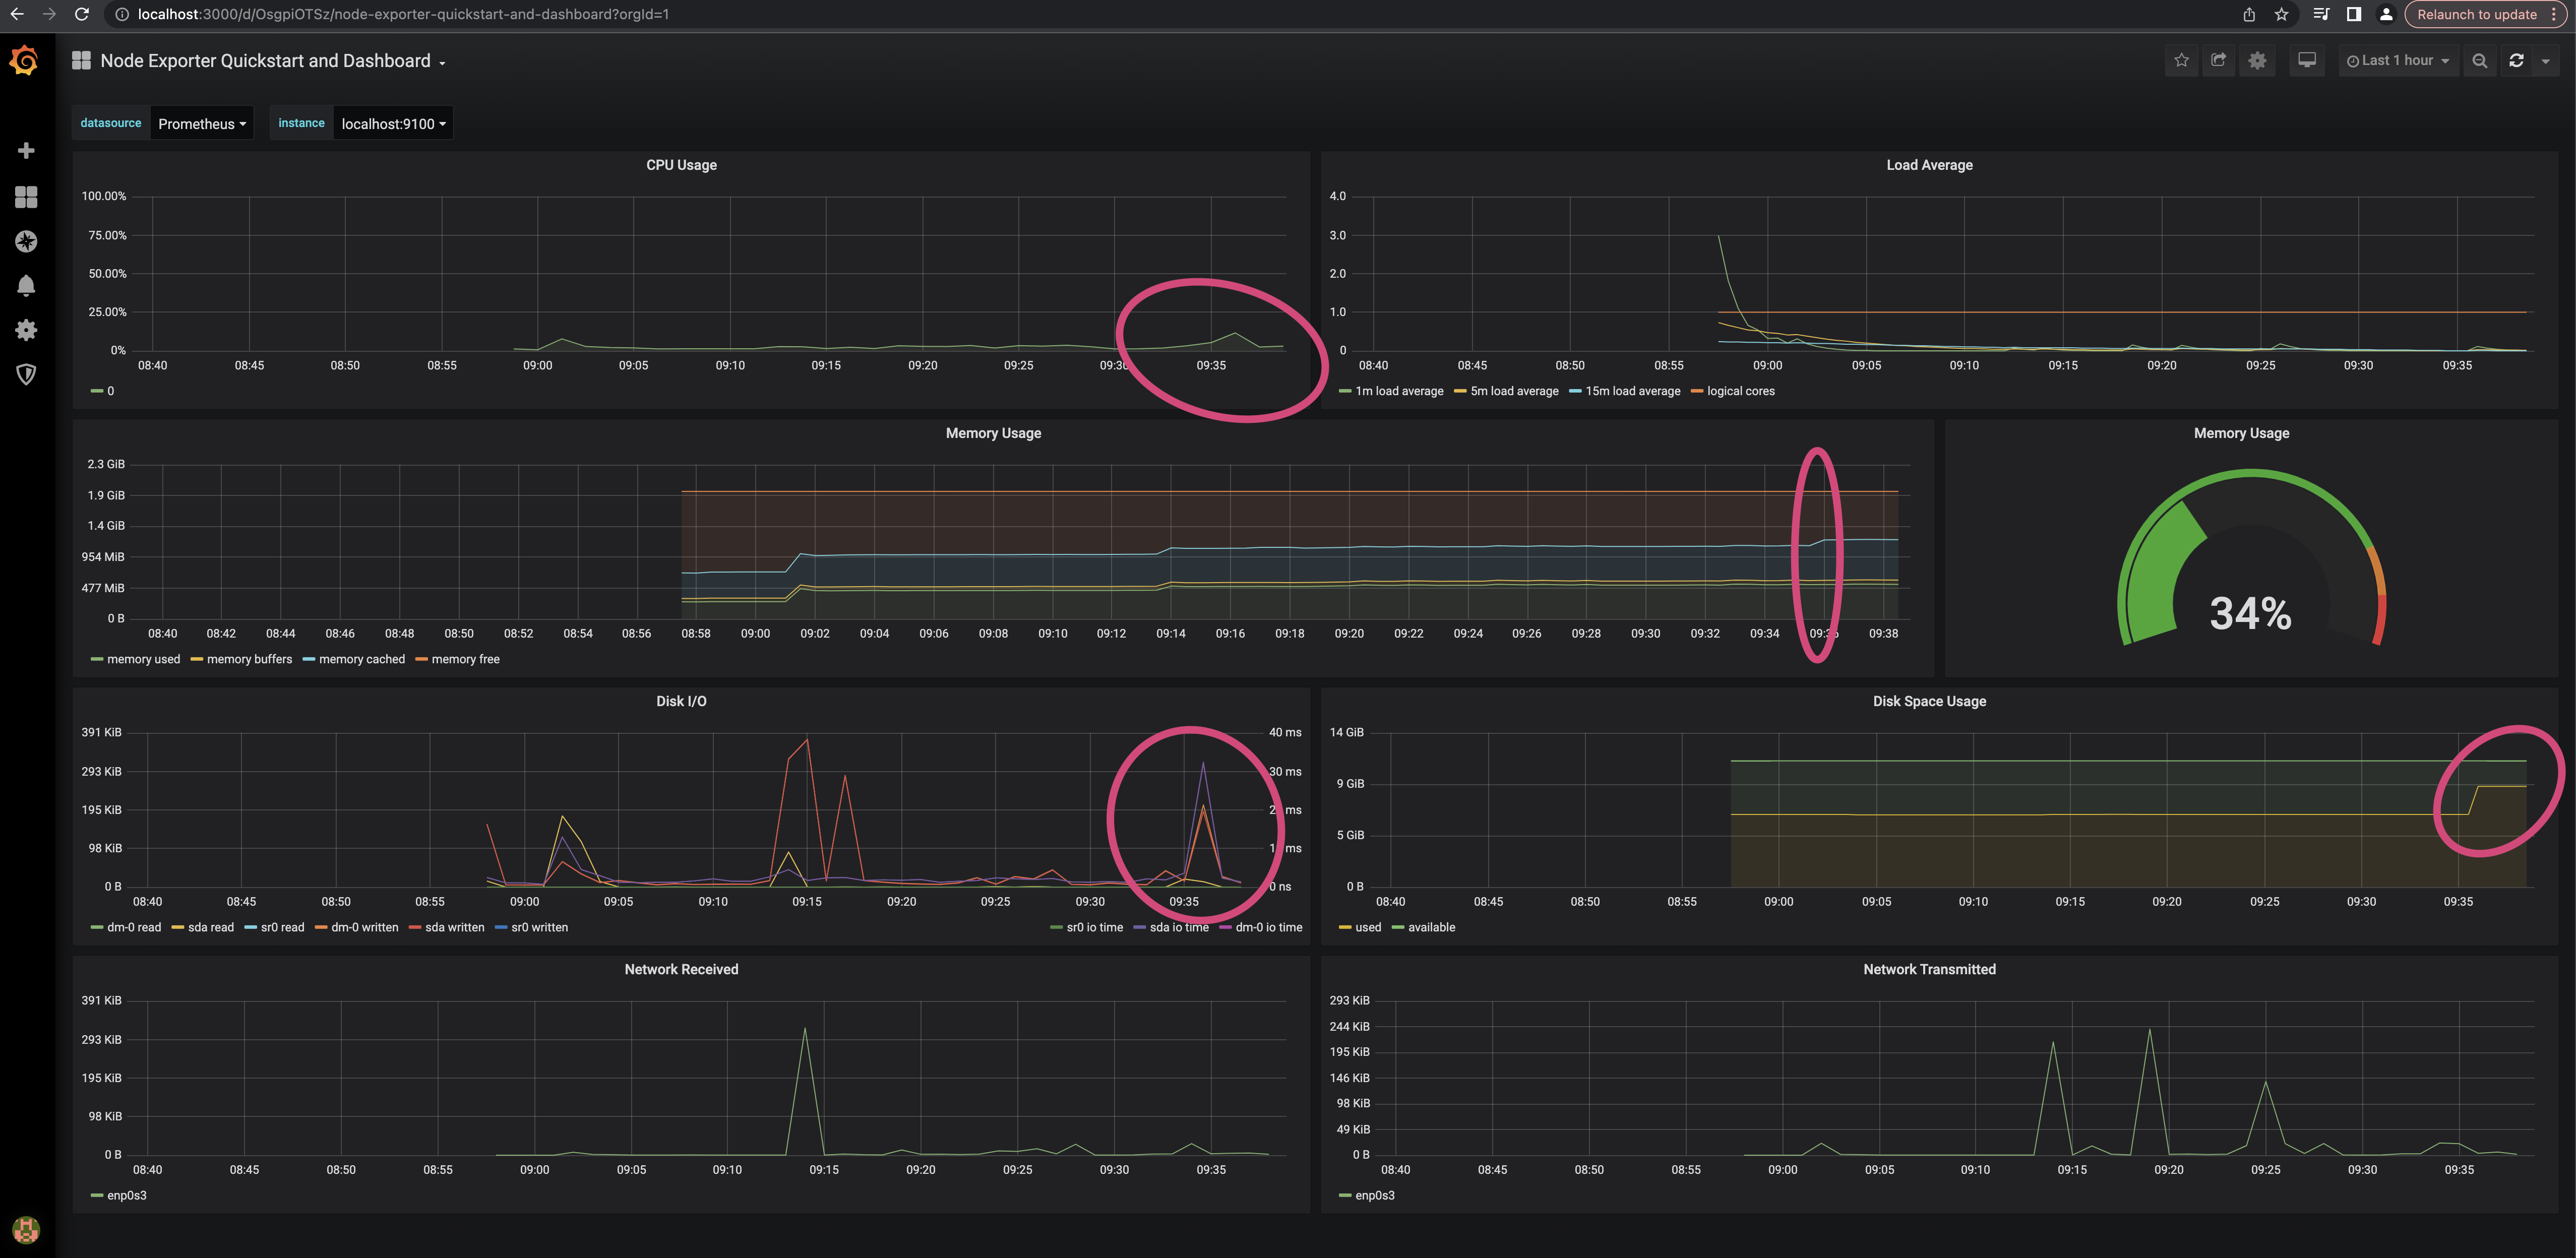 localhost:3000/d/OsgpiOTSz/node-exporter-quickstart-and-dashboard?orgId=1
Relaunch to update
Node Exporter Quickstart and Dashboard
Last 1 hour
datasource Prometheus instance localhost:9100
CPU Usage
100.00%
75.00%
50.00%
25.00%
0%
08:40 08:45 08:50 08:55 09:00 09:05 09:10 09:15 09:20 09:25 09:30 09:35
0
Load Average
4.0
3.0
2.0
1.0
0
08:40 08:45 08:50 08:55 09:00 09:05 09:10 09:15 09:20 09:25 09:30 09:35
1m load average 5m load average 15m load average logical cores
Memory Usage
2.3 GiB
1.9 GiB
1.4 GiB
954 MiB
477 MiB
0 B
08:40 08:42 08:44 08:46 08:48 08:50 08:52 08:54 08:56 08:58 09:00 09:02 09:04 09:06 09:08 09:10 09:12 09:14 09:16 09:18 09:20 09:22 09:24 09:26 09:28 09:30 09:32 09:34 09:36 09:38
memory used memory buffers memory cached memory free
Memory Usage
34%
Disk I/O
391 KiB
293 KiB
195 KiB
98 KiB
0 B
40 ms
30 ms
ms
ms
0 ns
08:40 08:45 08:50 08:55 09:00 09:05 09:10 09:15 09:20 09:25 09:30 09:35
dm-0 read sda read sr0 read dm-0 written sda written sr0 written
sr0 io time sda io time dm-0 io time
Disk Space Usage
14 GiB
9 GiB
5 GiB
0 B
08:40 08:45 08:50 08:55 09:00 09:05 09:10 09:15 09:20 09:25 09:30 09:35
used available
Network Received
391 KiB
293 KiB
195 KiB
98 KiB
0 B
08:40 08:45 08:50 08:55 09:00 09:05 09:10 09:15 09:20 09:25 09:30 09:35
enp0s3
Network Transmitted
293 KiB
244 KiB
195 KiB
146 KiB
98 KiB
49 KiB
0 B
08:40 08:45 08:50 08:55 09:00 09:05 09:10 09:15 09:20 09:25 09:30 09:35
enp0s3